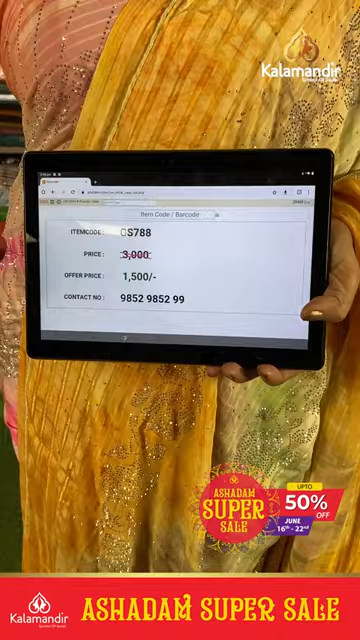 Kalamandir
Item Code / Barcode
ITEMCODE : GS788
PRICE : 3,000
OFFER PRICE : 1,500/-
CONTACT NO : 9852 9852 99
ASHADAM
SUPER
SALE
UPTO
50% OFF
JUNE
16th - 22nd
Kalamandir
ASHADAM SUPER SALE